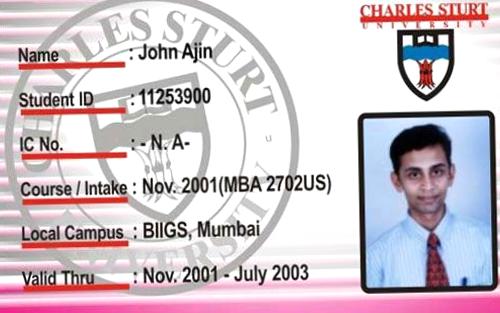 CHARLES STURT
UNIVERSITY
Name : John Ajin
Student ID : 11253900
IC No. : - N. A-
Course / Intake : Nov. 2001(MBA 2702US)
Local Campus : BIIGS, Mumbai
Valid Thru : Nov. 2001 - July 2003
CHARLES STURT
UNIVERSITY